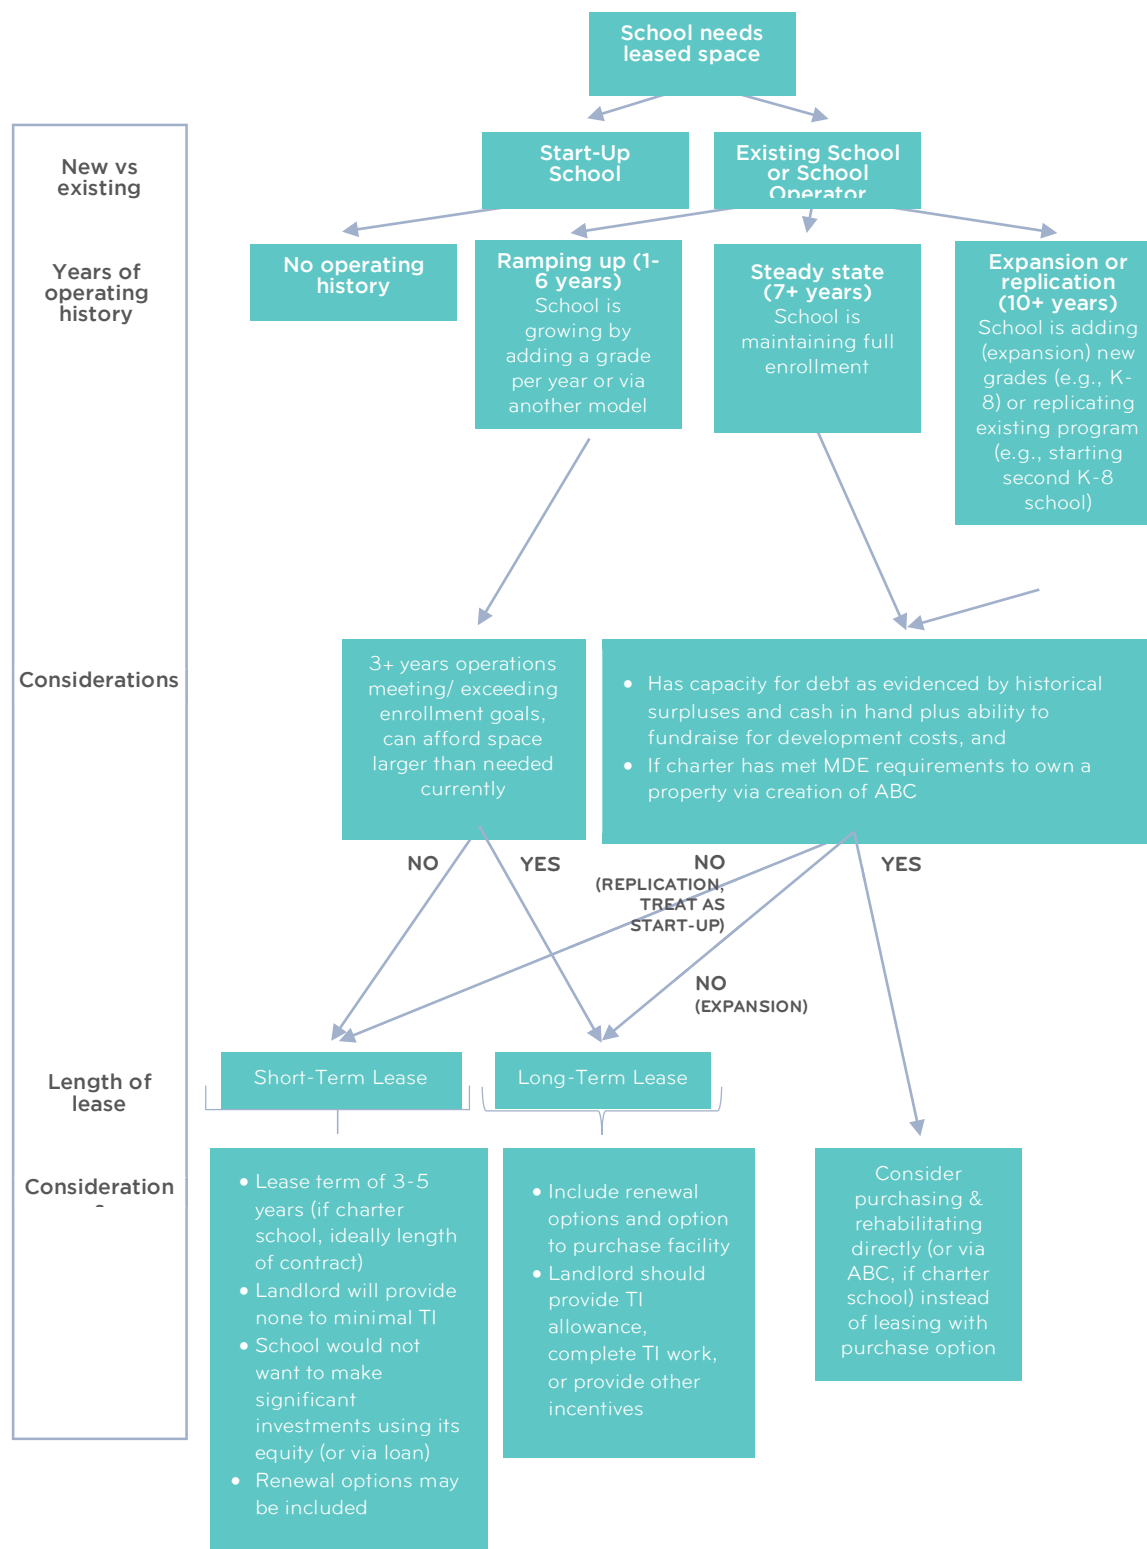 School needs
leased space
New vs
existing
Start-Up
School
Existing School
or School
Operator
Years of
operating
history
No operating
history
Ramping up (1-
6 years)
School is
growing by
adding a grade
per year or via
another model
Steady state
(7+ years)
School is
maintaining full
enrollment
Expansion or
replication
(10+ years)
School is adding
(expansion) new
grades (e.g., K-
8) or replicating
existing program
(e.g., starting
second K-8
school)
Considerations
3+ years operations
meeting/ exceeding
enrollment goals,
can afford space
larger than needed
currently
• Has capacity for debt as evidenced by historical
surpluses and cash in hand plus ability to
fundraise for development costs, and
• If charter has met MDE requirements to own a
property via creation of ABC
NO
YES
NO
(REPLICATION,
TREAT AS
START-UP)
YES
NO
(EXPANSION)
Length of
lease
Short-Term Lease
Long-Term Lease
Consideration
• Lease term of 3-5
years (if charter
school, ideally length
of contract)
• Landlord will provide
none to minimal TI
• School would not
want to make
significant
investments using its
equity (or via loan)
• Renewal options may
be included
• Include renewal
options and option
to purchase facility
• Landlord should
provide TI
allowance,
complete TI work,
or provide other
incentives
Consider
purchasing &
rehabilitating
directly (or via
ABC, if charter
school) instead
of leasing with
purchase option